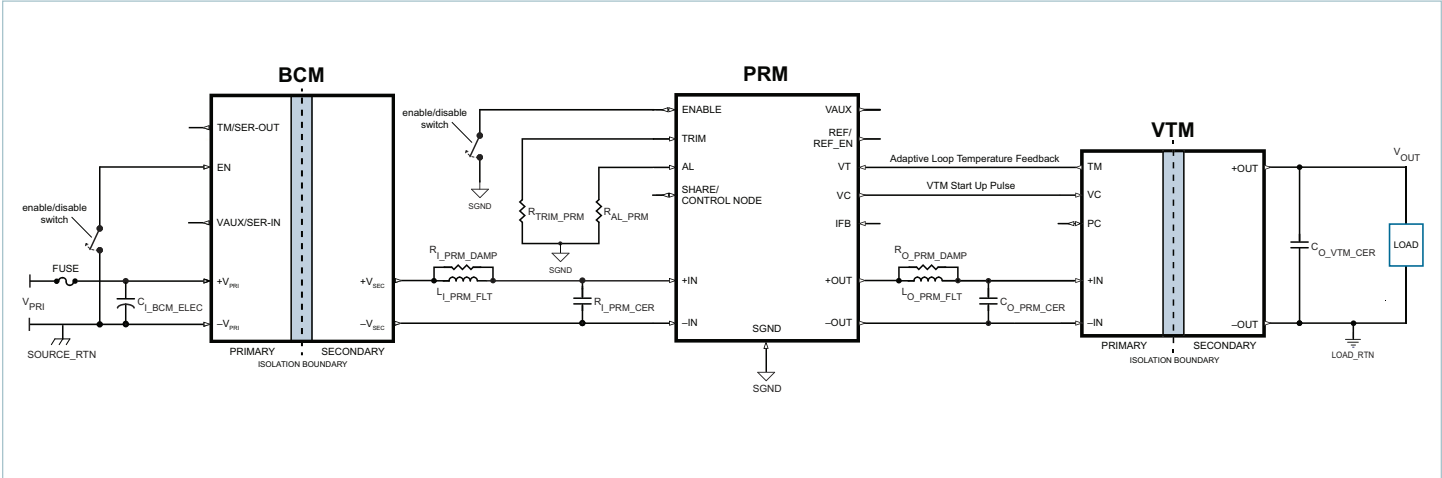 BCM
PRM
VTM
enable/disable
switch
TM/SER-OUT
EN
VAUX/SER-IN
enable/disable
switch
FUSE
V_PRI
C_I_BCM_ELEC
SOURCE_RTN
+V_PRI
–V_PRI
+V_SEC
–V_SEC
PRIMARY
SECONDARY
ISOLATION BOUNDARY
SGND
R_TRIM_PRM
R_AL_PRM
SGND
R_I_PRM_DAMP
L_I_PRM_FLT
R_I_PRM_CER
ENABLE
TRIM
AL
SHARE/
CONTROL NODE
+IN
–IN
VAUX
REF/
REF_EN
VT
VC
IFB
+OUT
–OUT
SGND
SGND
Adaptive Loop Temperature Feedback
VTM Start Up Pulse
R_O_PRM_DAMP
L_O_PRM_FLT
C_O_PRM_CER
TM
VC
PC
+IN
–IN
+OUT
–OUT
PRIMARY
SECONDARY
ISOLATION BOUNDARY
V_OUT
C_O_VTM_CER
LOAD
LOAD_RTN